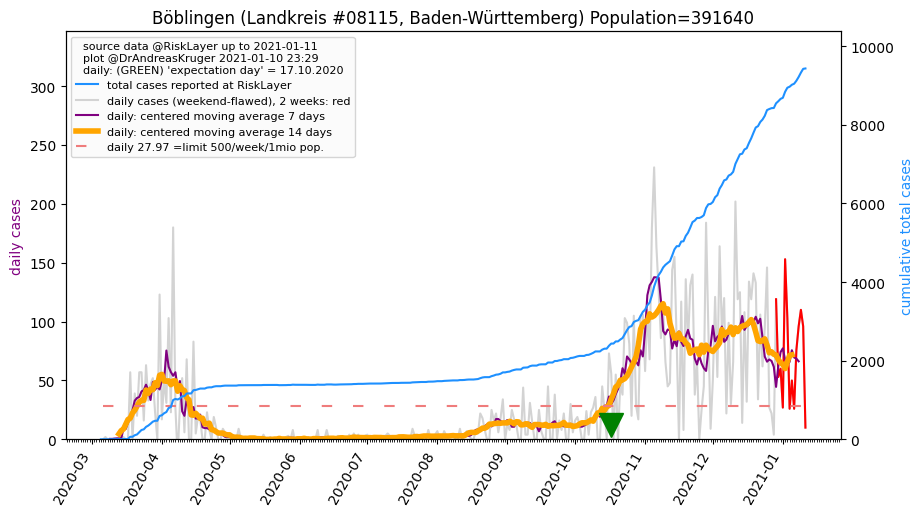 Böblingen (Landkreis #08115, Baden-Württemberg) Population=391640
source data @RiskLayer up to 2021-01-11
plot @DrAndreasKruger 2021-01-10 23:29
daily: (GREEN) 'expectation day' = 17.10.2020
total cases reported at RiskLayer
daily cases (weekend-flawed), 2 weeks: red
daily: centered moving average 7 days
daily: centered moving average 14 days
daily 27.97 =limit 500/week/1mio pop.
daily cases
300
250
200
150
100
50
0
10000
8000
6000
4000
2000
0
cumulative total cases
2020-03
2020-04
2020-05
2020-06
2020-07
2020-08
2020-09
2020-10
2020-11
2020-12
2021-01